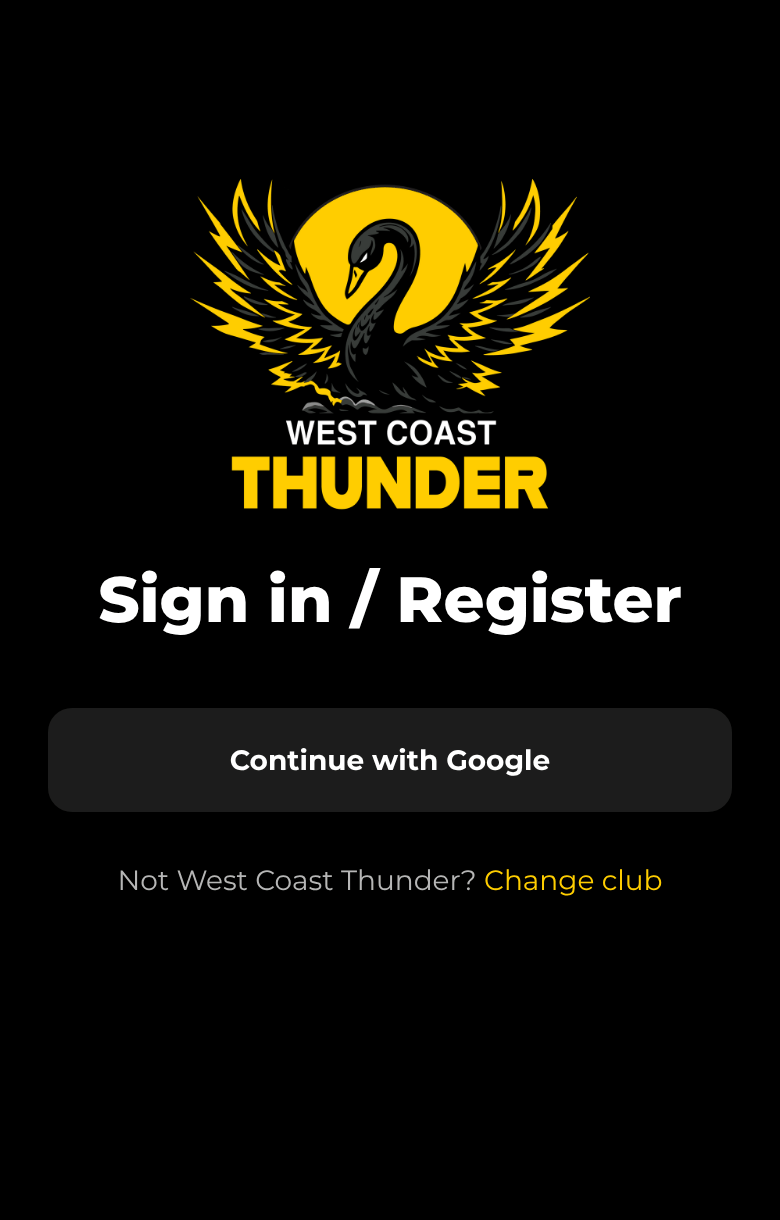 WEST COAST
THUNDER
Sign in / Register
Continue with Google
Not West Coast Thunder? Change club